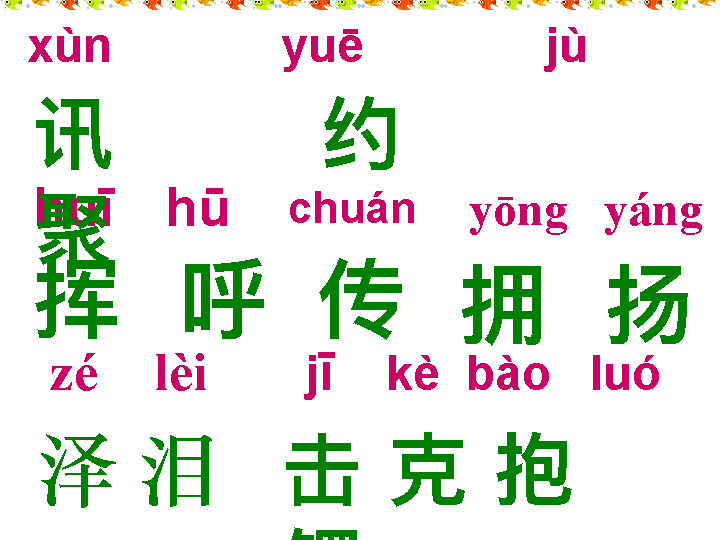 xùn yuē jù
讯 约
聚
huī hū chuán yōng yáng
挥 呼 传 拥 扬
zé lèi jī kè bào luó
泽 泪 击 克 抱